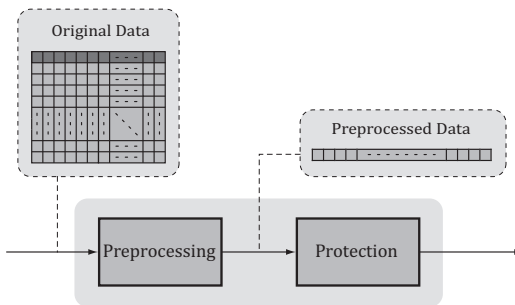 Original Data
Preprocessed Data
Preprocessing
Protection